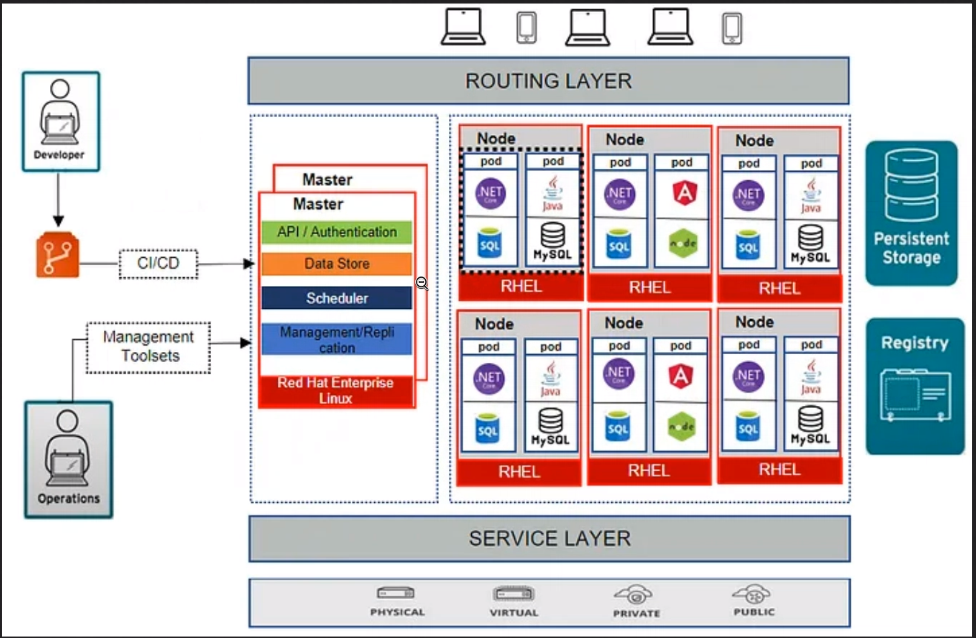 ROUTING LAYER
Developer
CI/CD
Management
Toolsets
Operations
Master
Master
API / Authentication
Data Store
Scheduler
Management/Repli
cation
Red Hat Enterprise
Linux
Node
pod
pod
.NET
Core
Java
SQL
MySQL
RHEL
Node
pod
pod
.NET
Core
A
SQL
node
RHEL
Node
pod
pod
.NET
Core
Java
SQL
MySQL
RHEL
Node
pod
pod
.NET
Core
Java
SQL
MySQL
RHEL
Node
pod
pod
.NET
Core
A
SQL
node
RHEL
Node
pod
pod
.NET
Core
Java
SQL
MySQL
RHEL
Persistent
Storage
Registry
SERVICE LAYER
PHYSICAL
VIRTUAL
PRIVATE
PUBLIC